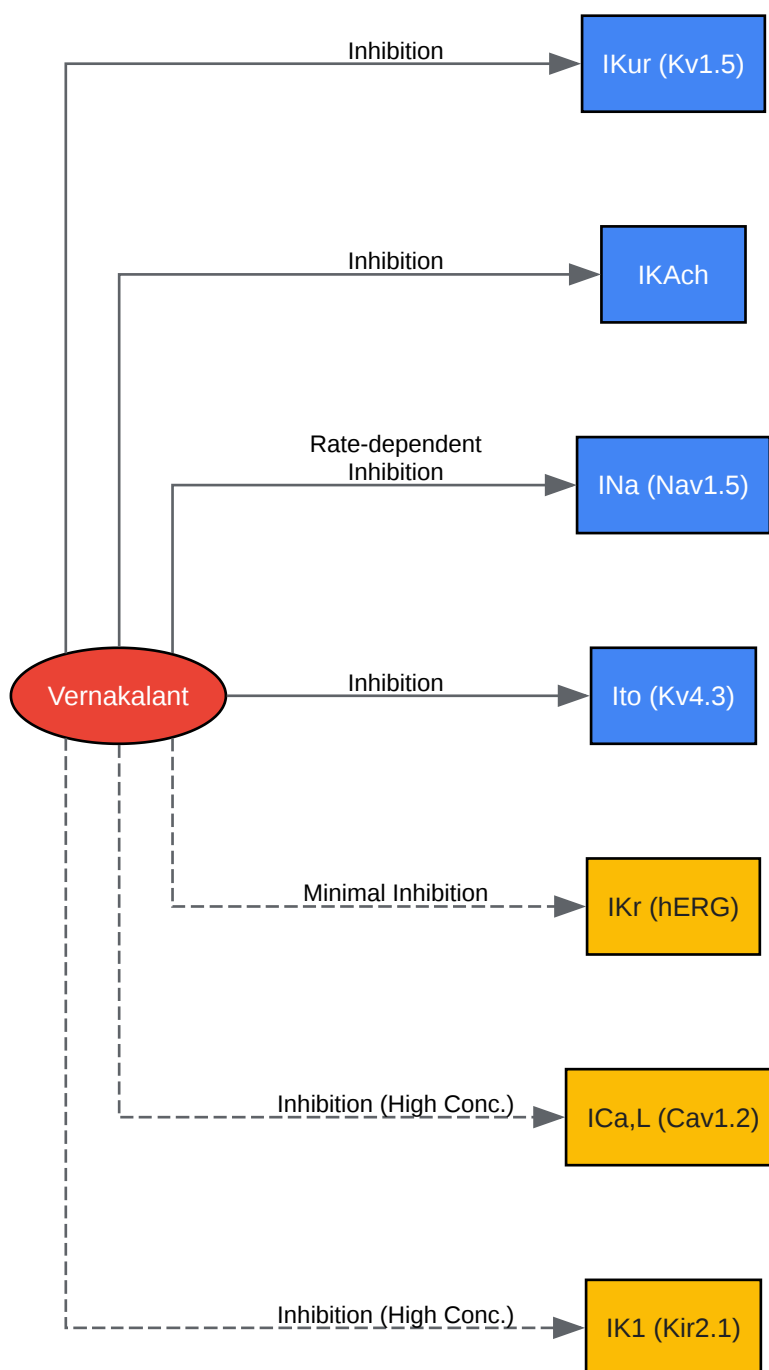 Inhibition
IKur (Kv1.5)
Inhibition
IKAch
Rate-dependent
Inhibition
INa (Nav1.5)
Vernakalant
Inhibition
Ito (Kv4.3)
Minimal Inhibition
IKr (hERG)
Inhibition (High Conc.)
ICa,L (Cav1.2)
Inhibition (High Conc.)
IK1 (Kir2.1)